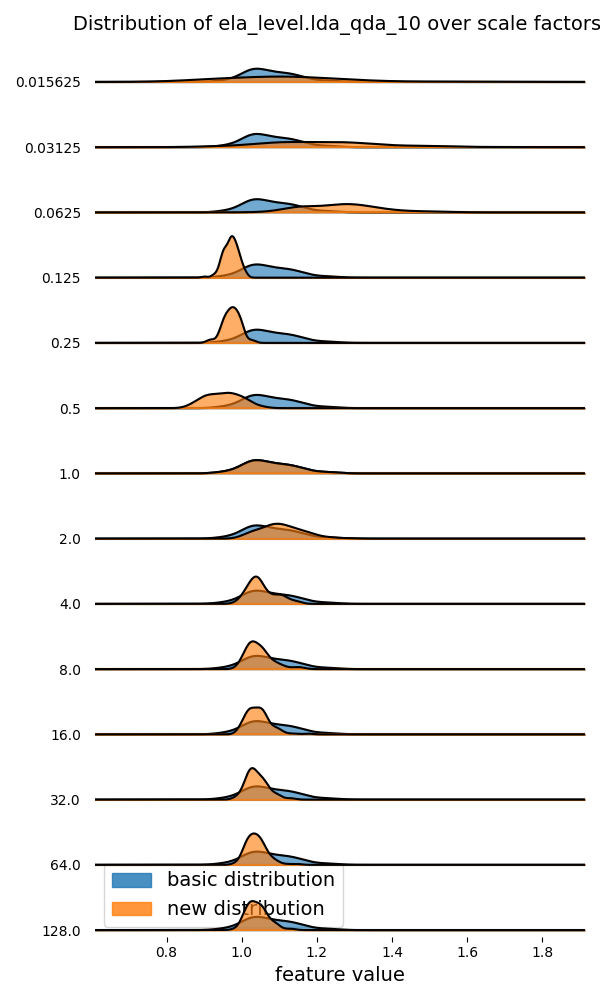 Distribution of ela_level.lda_qda_10 over scale factors
0.015625
0.03125
0.0625
0.125
0.25
0.5
1.0
2.0
4.0
8.0
16.0
32.0
64.0
basic distribution
new distribution
128.0
0.8 1.0 1.2 1.4 1.6 1.8
feature value